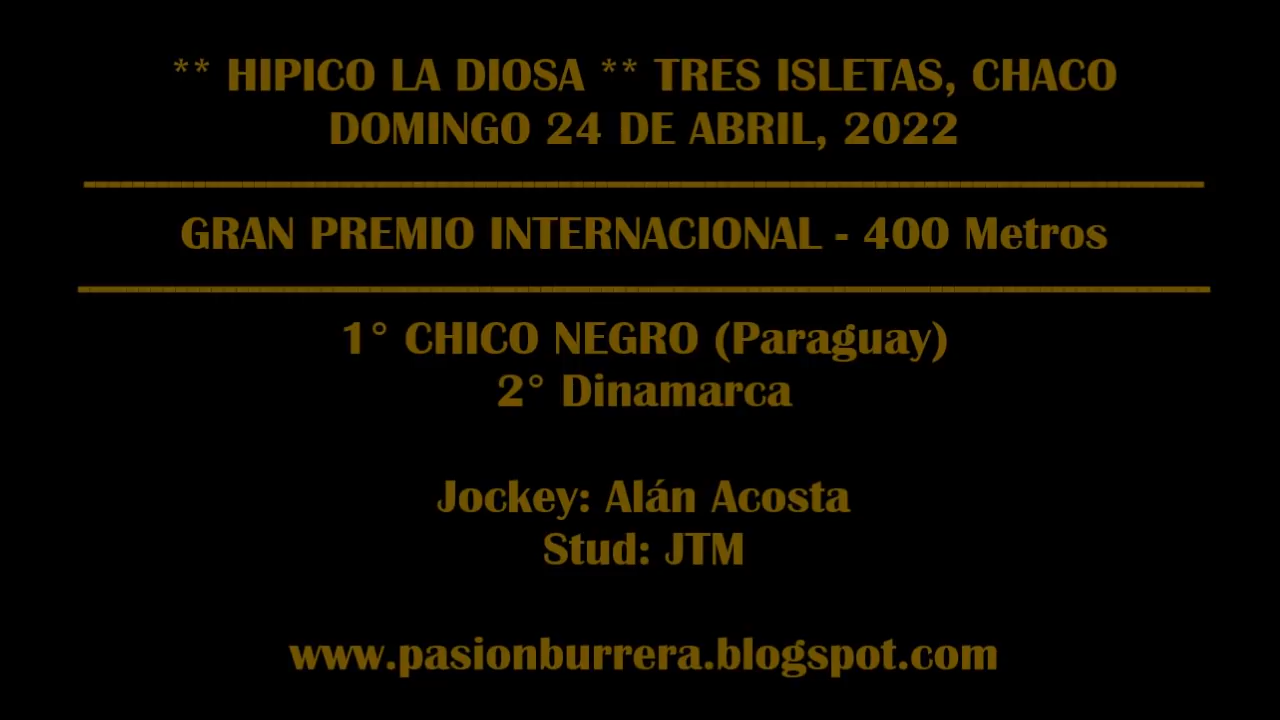 ** HIPICO LA DIOSA ** TRES ISLETAS, CHACO
DOMINGO 24 DE ABRIL, 2022
GRAN PREMIO INTERNACIONAL - 400 Metros
1° CHICO NEGRO (Paraguay)
2° Dinamarca
Jockey: Alán Acosta
Stud: JTM
www.pasionburrera.blogspot.com